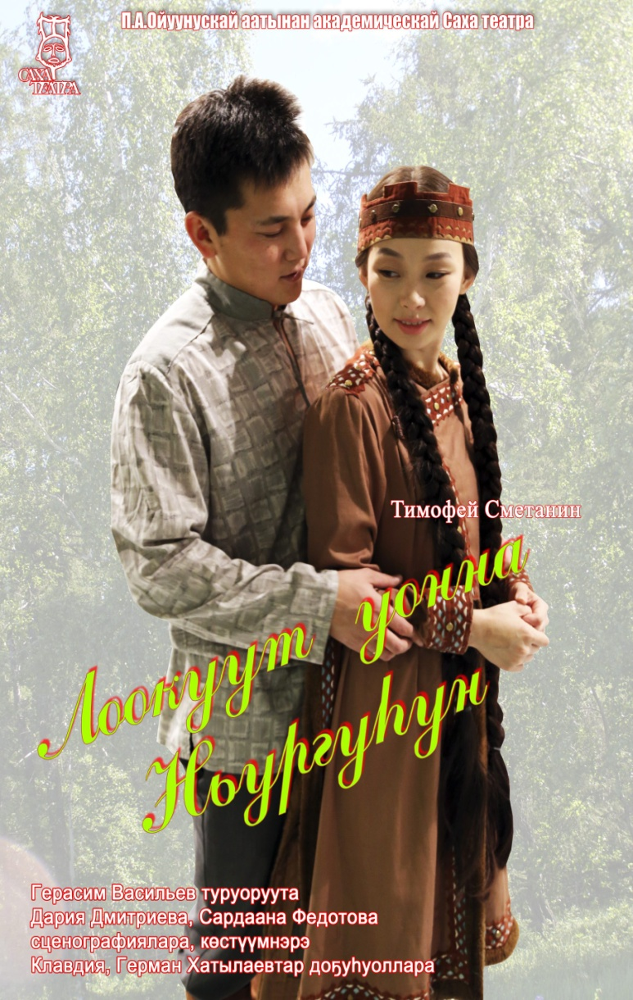 П.А.Ойуунускай аатынан академическай Саха театра
САХА
ТЕАТРА
Тимофей Сметанин
Лоокуут уонна
Ньургуһун
Герасим Васильев туруоруута
Дария Дмитриева, Сардаана Федотова
сценографиялара, көстүүмнэрэ
Клавдия, Герман Хатылаевтар доҕуһуоллара